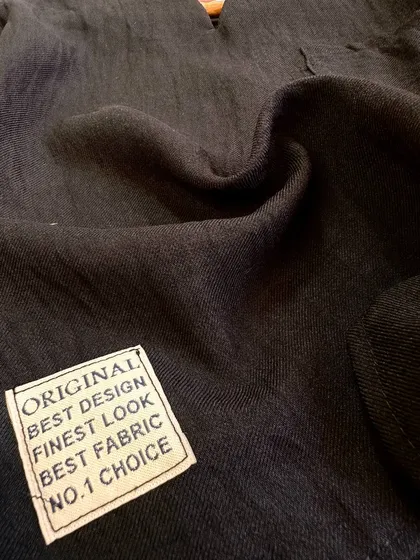 ORIGINAL
BEST DESIGN
FINEST LOOK
BEST FABRIC
NO.1 CHOICE